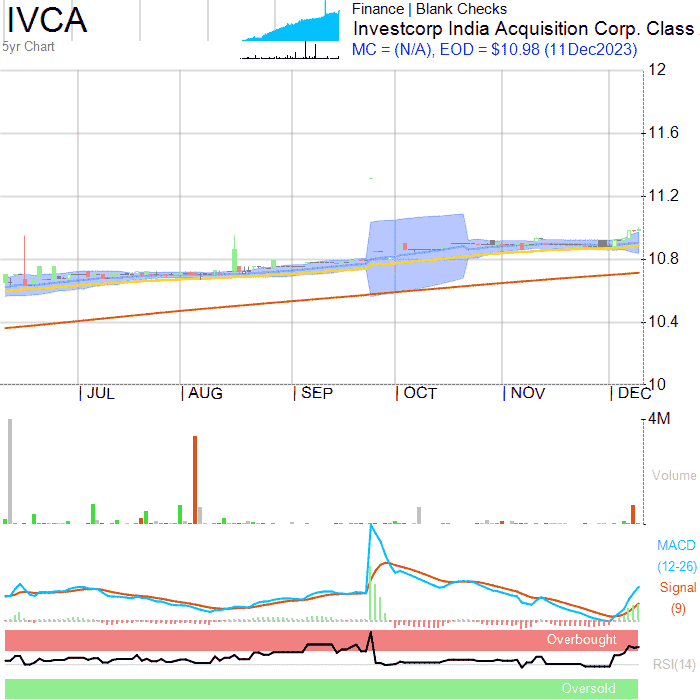 IVCA
5yr Chart
Finance | Blank Checks
Investcorp India Acquisition Corp. Class
MC = (N/A), EOD = $10.98 (11Dec2023)
12
11.6
11.2
10.8
10.4
10
JUL AUG SEP OCT NOV DEC
4M
Volume
MACD
(12-26)
Signal
(9)
Overbought
RSI(14)
Oversold